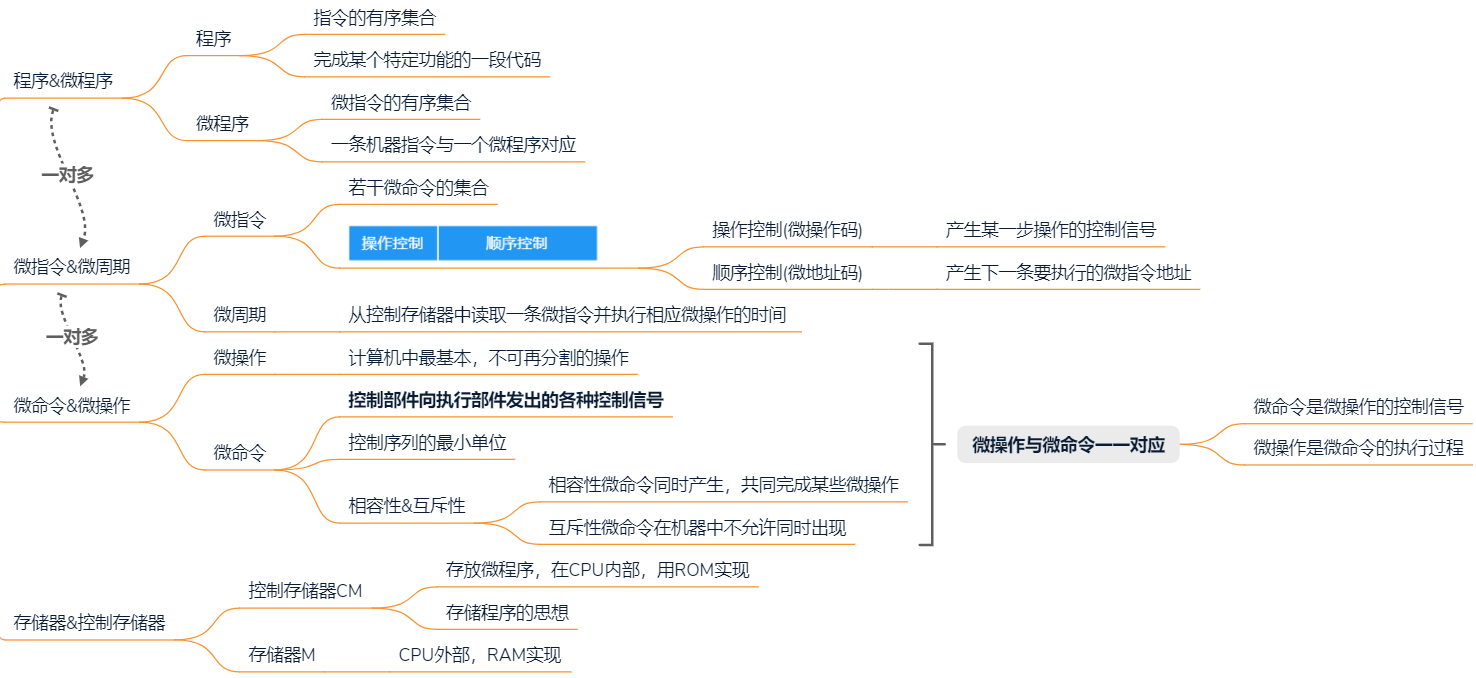 程序&微程序
程序
指令的有序集合
完成某个特定功能的一段代码
微程序
微指令的有序集合
一条机器指令与一个微程序对应
一对多
微指令&微周期
微指令
若干微命令的集合
操作控制 顺序控制
操作控制(微操作码)
产生某一步操作的控制信号
顺序控制(微地址码)
产生下一条要执行的微指令地址
微周期
从控制存储器中读取一条微指令并执行相应微操作的时间
一对多
微命令&微操作
微操作
计算机中最基本，不可再分割的操作
微命令
控制部件向执行部件发出的各种控制信号
控制序列的最小单位
相容性&互斥性
相容性微命令同时产生，共同完成某些微操作
互斥性微命令在机器中不允许同时出现
微操作与微命令一一对应
微命令是微操作的控制信号
微操作是微命令的执行过程
存储器&控制存储器
控制存储器CM
存放微程序，在CPU内部，用ROM实现
存储程序的思想
存储器M
CPU外部，RAM实现